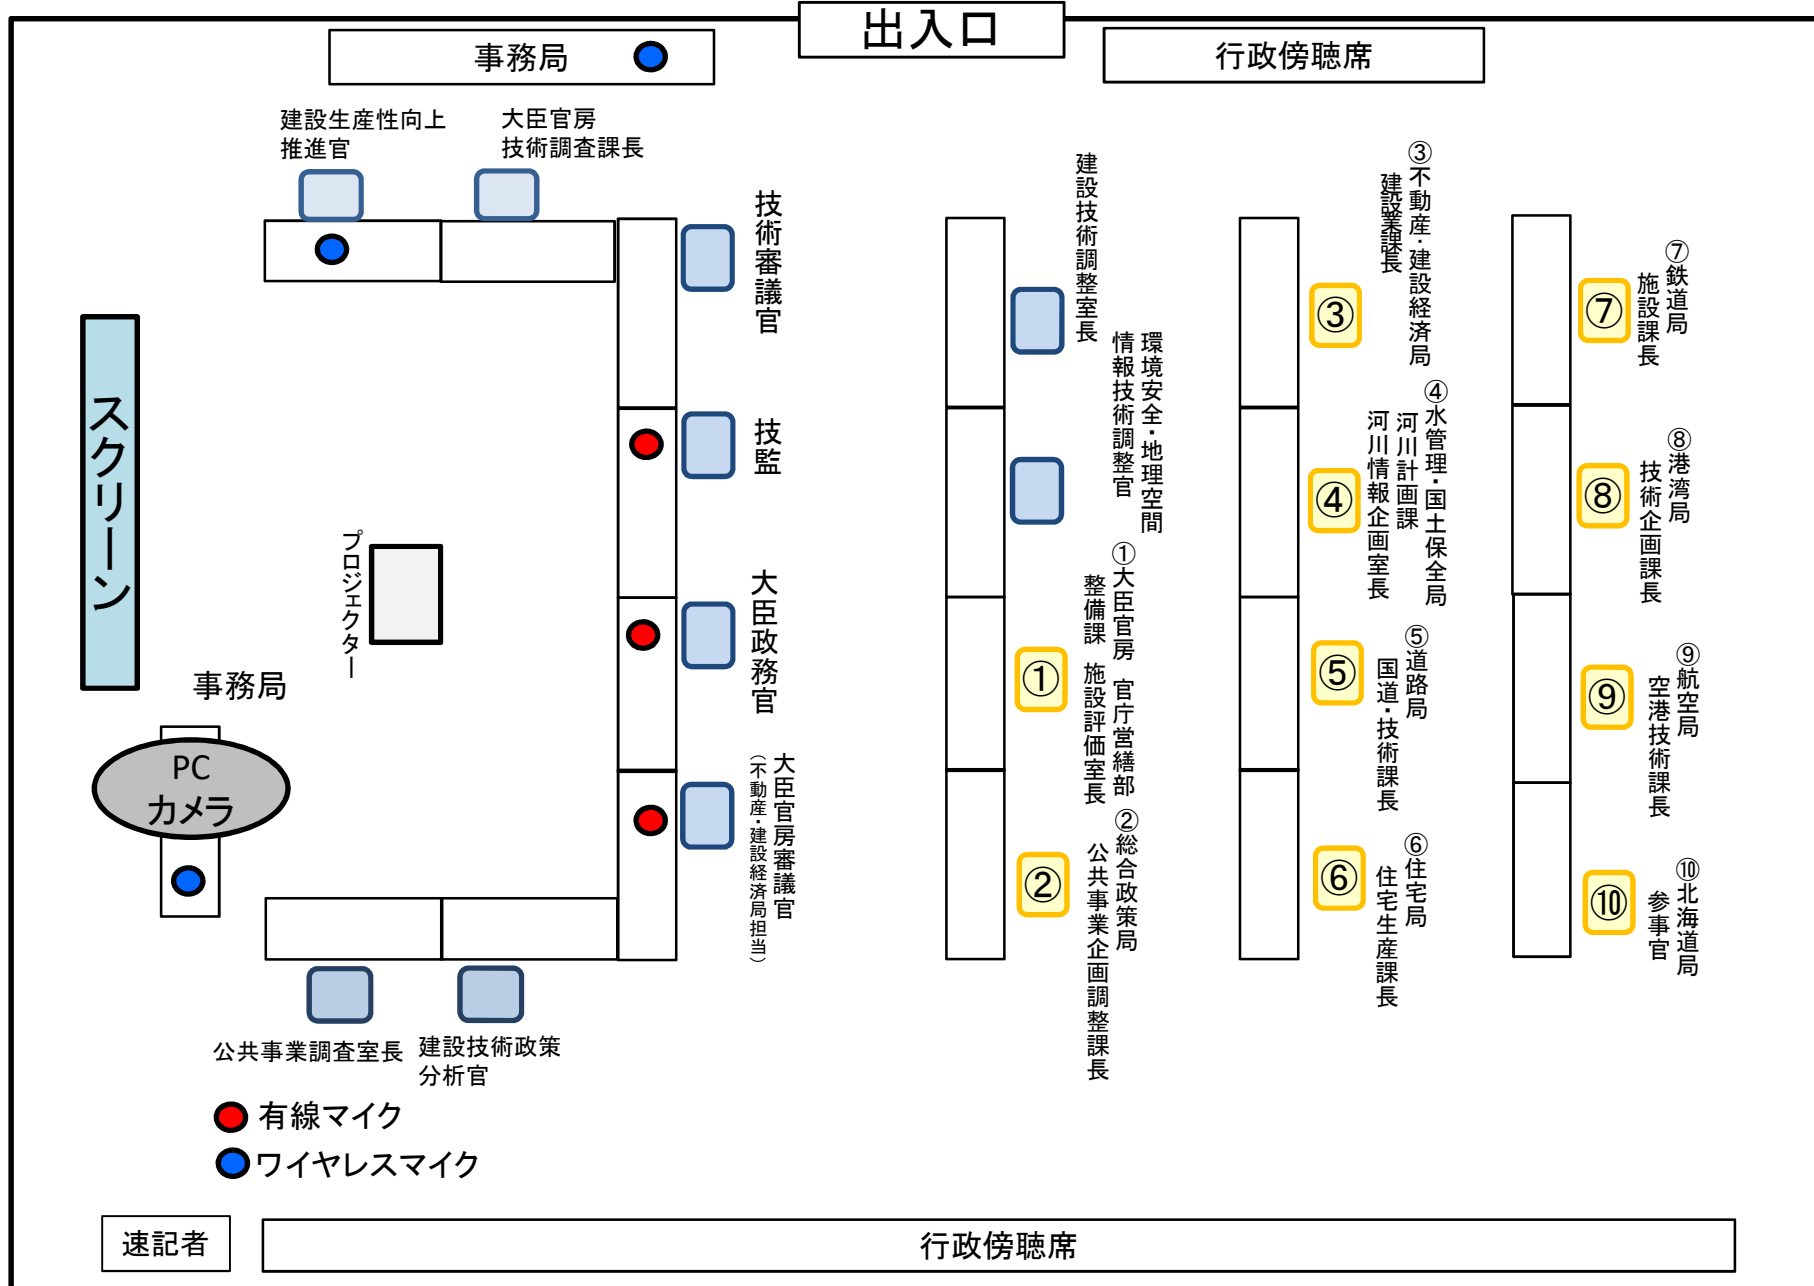 出入口
事務局
行政傍聴席
建設生産性向上
推進官
大臣官房
技術調査課長
技術審議官
技監
大臣政務官
大臣官房審議官
（不動産・建設経済局担当）
スクリーン
プロジェクター
事務局
PC
カメラ
公共事業調査室長
建設技術政策
分析官
有線マイク
ワイヤレスマイク
建設技術調整室長
環境安全・地理空間
情報技術調整官
①
①大臣官房 官庁営繕部
整備課 施設評価室長
②
②総合政策局
公共事業企画調整課長
③
③不動産・建設経済局
建設業課長
④
④水管理・国土保全局
河川計画課
河川情報企画室長
⑤
⑤道路局
国道・技術課長
⑥
⑥住宅局
住宅生産課長
⑦
⑦鉄道局
施設課長
⑧
⑧港湾局
技術企画課長
⑨
⑨航空局
空港技術課長
⑩
⑩北海道局
参事官
速記者
行政傍聴席